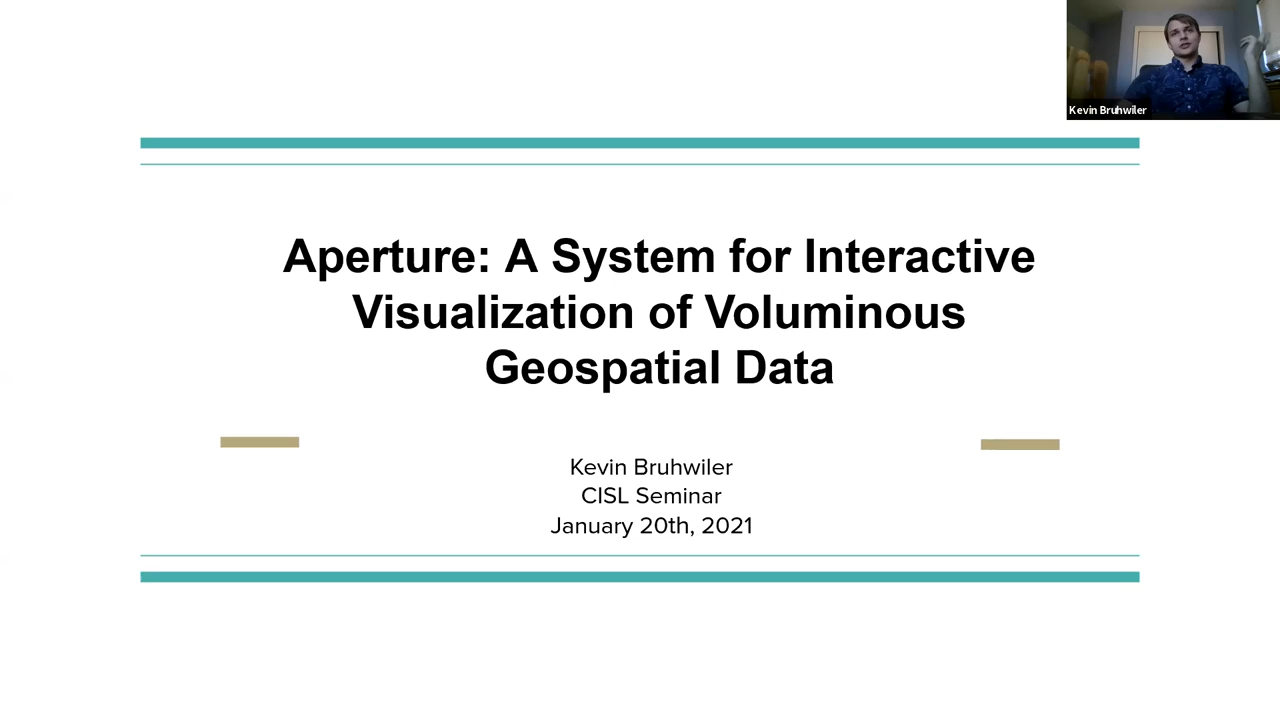 Kevin Bruhwiler
Aperture: A System for Interactive
Visualization of Voluminous
Geospatial Data
Kevin Bruhwiler
CISL Seminar
January 20th, 2021